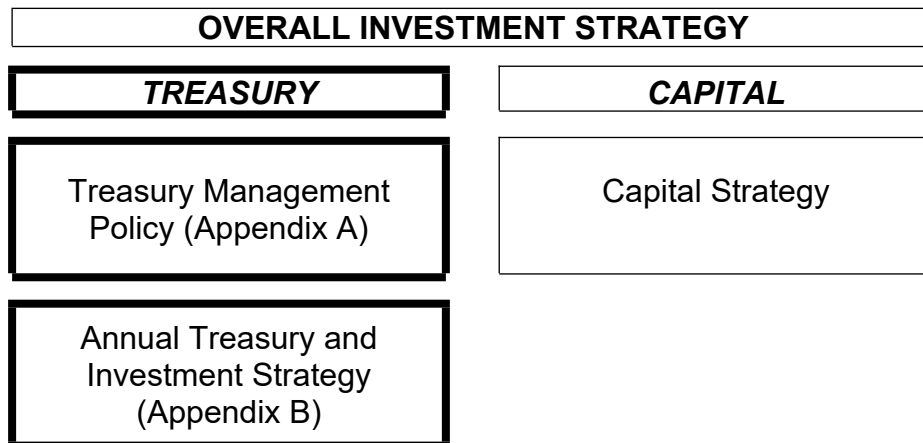 OVERALL INVESTMENT STRATEGY
TREASURY
CAPITAL
Treasury Management
Policy (Appendix A)
Capital Strategy
Annual Treasury and
Investment Strategy
(Appendix B)